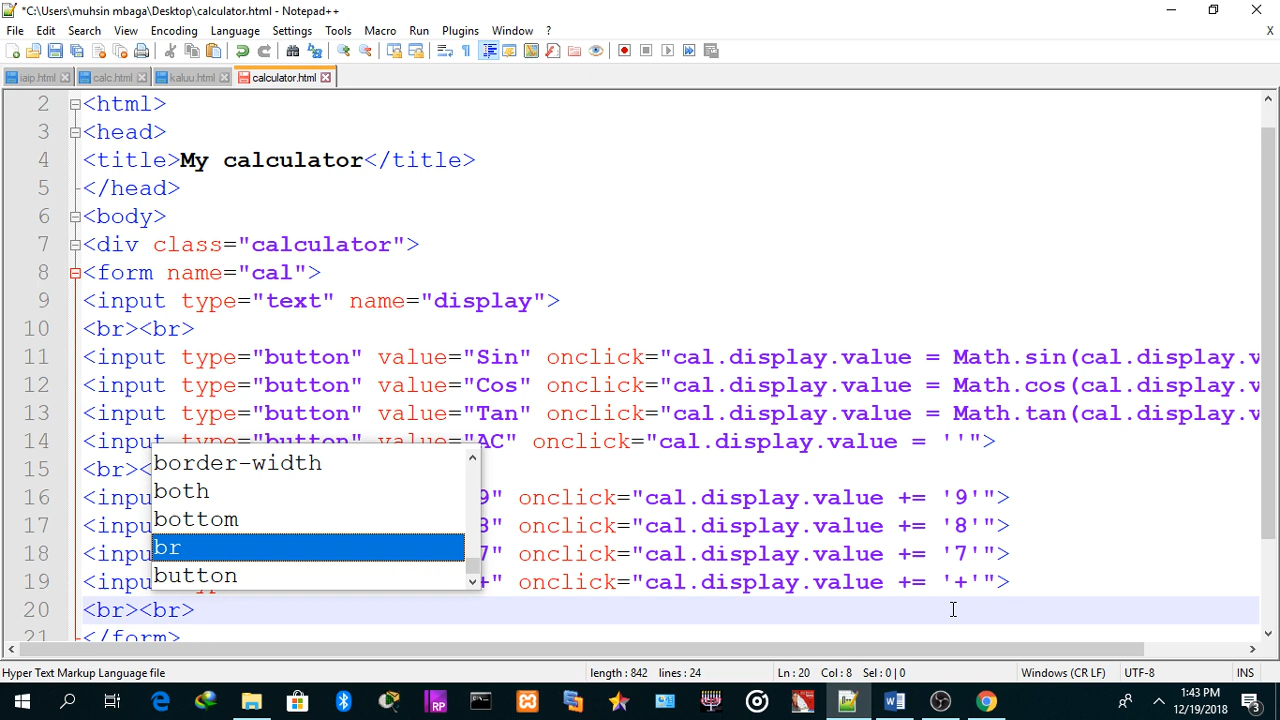 *C:\Users\muhsin mbaga\Desktop\calculator.html - Notepad++
File Edit Search View Encoding Language Settings Tools Macro Run Plugins Window ? X
iaip.html calc.html kaluu.html calculator.html
2 <html>
3 <head>
4 <title>My calculator</title>
5 </head>
6 <body>
7 <div class="calculator">
8 <form name="cal">
9 <input type="text" name="display">
10 <br><br>
11 <input type="button" value="Sin" onclick="cal.display.value = Math.sin(cal.display.v
12 <input type="button" value="Cos" onclick="cal.display.value = Math.cos(cal.display.v
13 <input type="button" value="Tan" onclick="cal.display.value = Math.tan(cal.display.v
14 <input type="button" value="AC" onclick="cal.display.value = ''">
15 <br><
16 <inpu 9" onclick="cal.display.value += '9'">
17 <inpu 8" onclick="cal.display.value += '8'">
18 <inpu 7" onclick="cal.display.value += '7'">
19 <inpu +" onclick="cal.display.value += '+'">
20 <br><br>
21 </form>
border-width
both
bottom
br
button
Hyper Text Markup Language file length : 842 lines : 24 Ln : 20 Col : 8 Sel : 0 | 0 Windows (CR LF) UTF-8 INS
RP
1:43 PM
12/19/2018
3